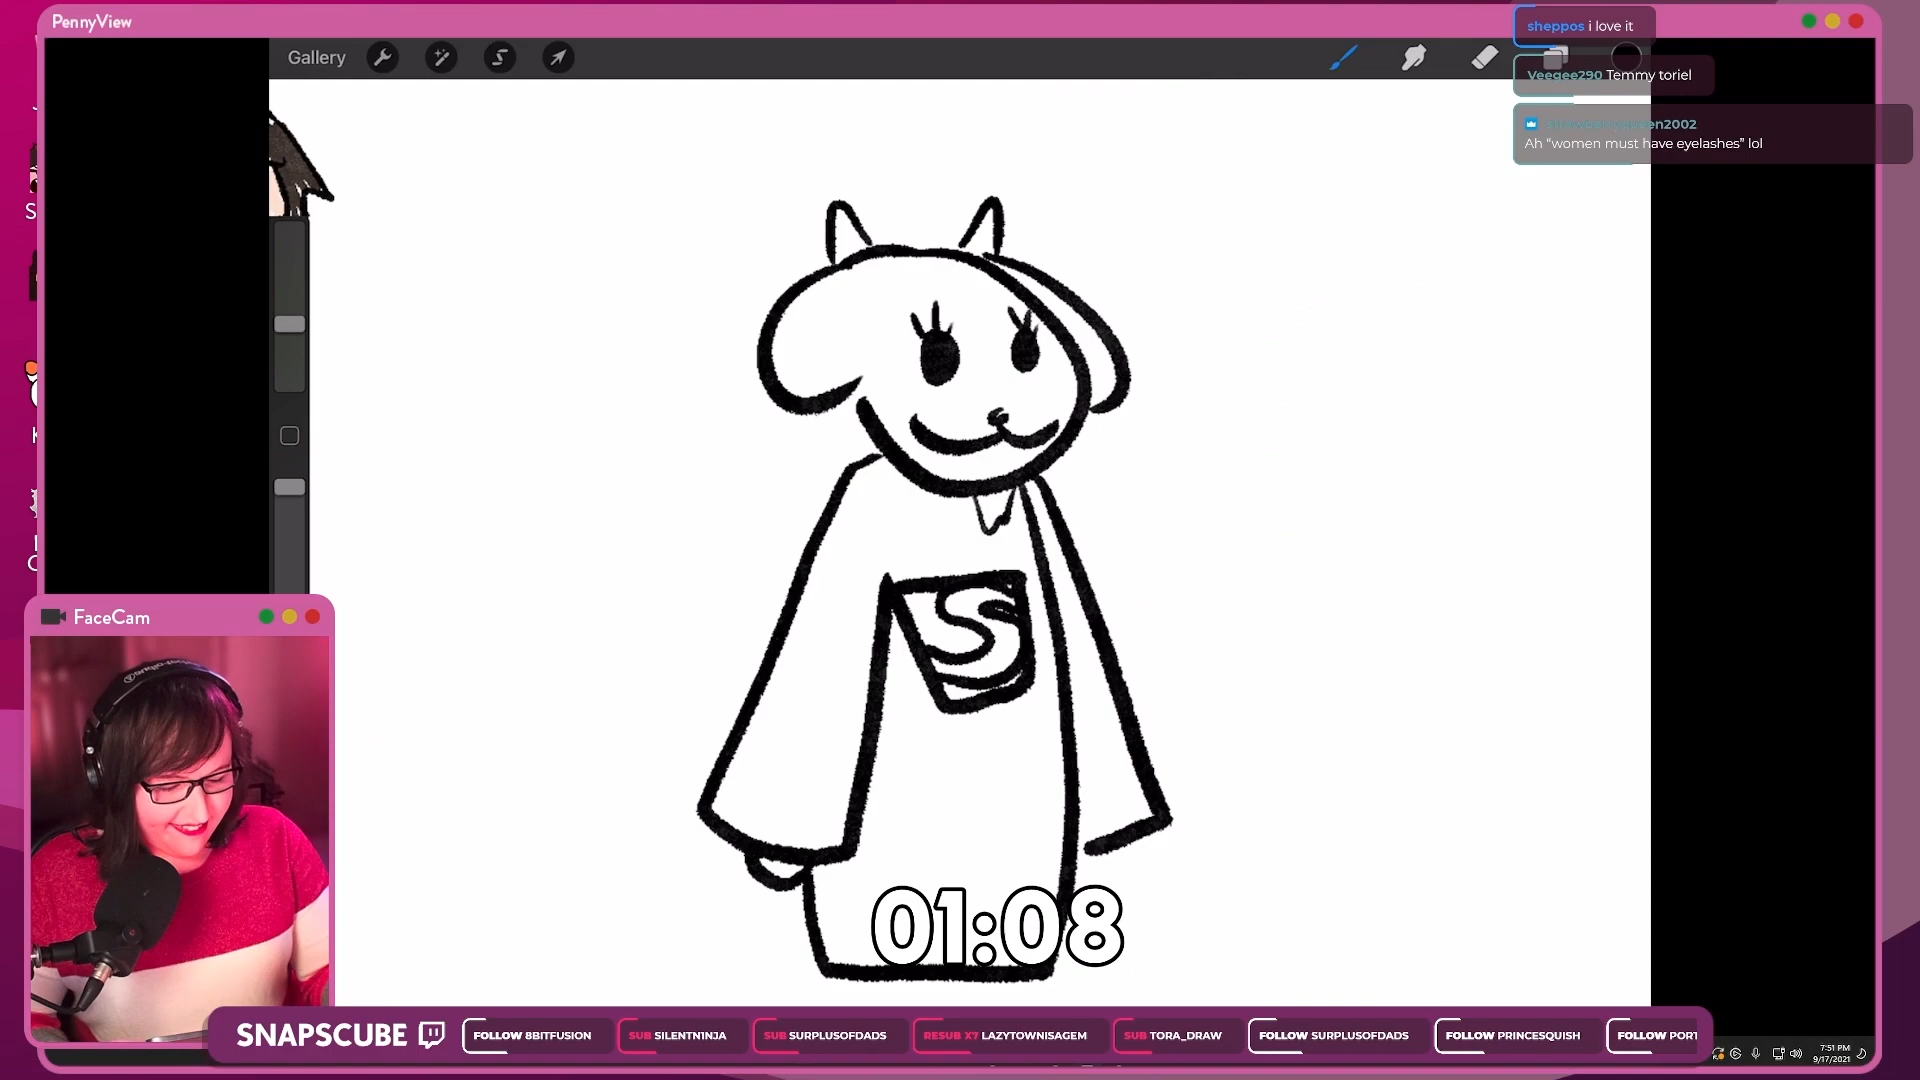 PennyView
Gallery
sheppos i love it
Veegee290 Temmy toriel
Ah “women must have eyelashes” lol
S
01:08
FaceCam
SNAPSCUBE
FOLLOW 8BITFUSION
SUB SILENTNINJA
SUB SURPLUSOFDADS
RESUB X7 LAZYTOWNISAGEM
SUB TORA_DRAW
FOLLOW SURPLUSOFDADS
FOLLOW PRINCESQUISH
FOLLOW PORT
7:51 PM
9/17/2021